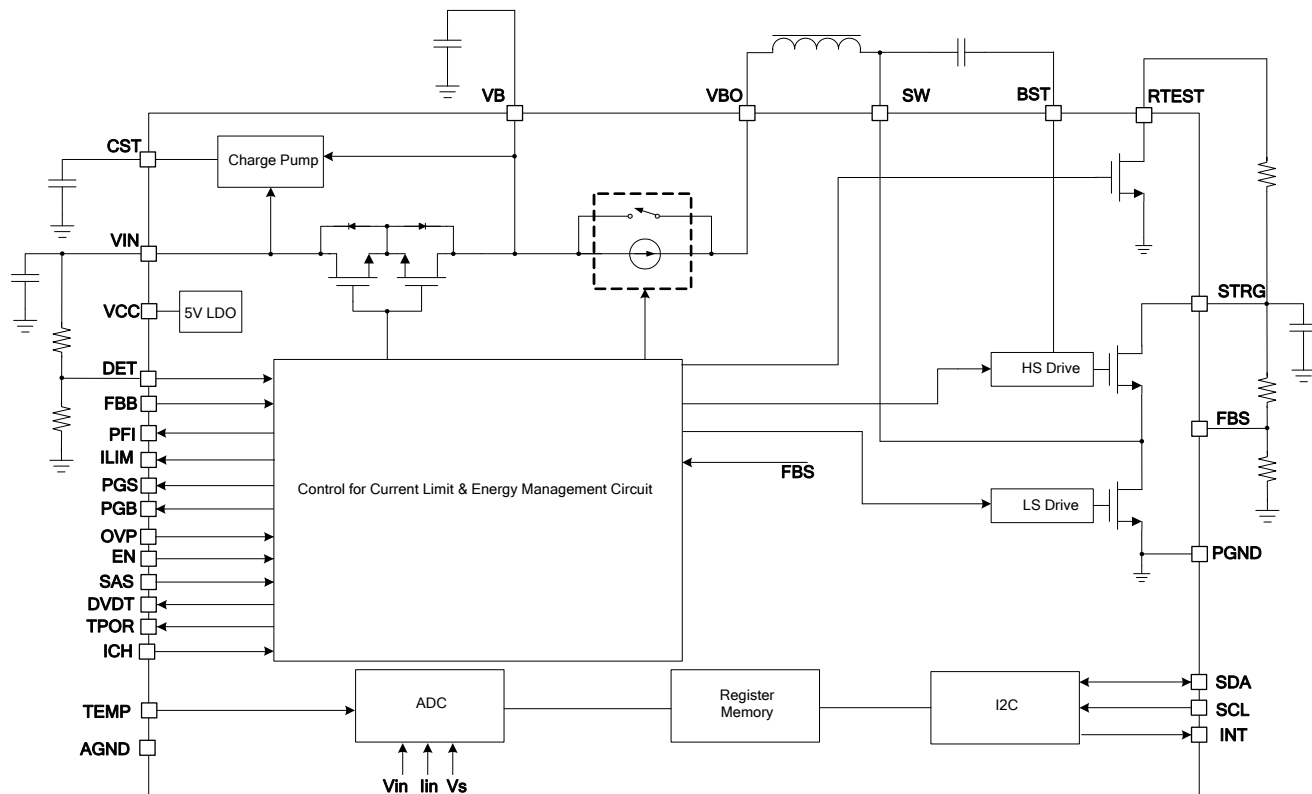 VB
VBO
SW
BST
RTEST
CST
Charge Pump
VIN
VCC
5V LDO
STRG
DET
HS Drive
FBB
FBS
PFI
ILIM
FBS
PGS
Control for Current Limit & Energy Management Circuit
PGB
LS Drive
OVP
EN
PGND
SAS
DVDT
TPOR
ICH
TEMP
ADC
Register
Memory
I2C
SDA
SCL
INT
AGND
Vin
Iin
Vs